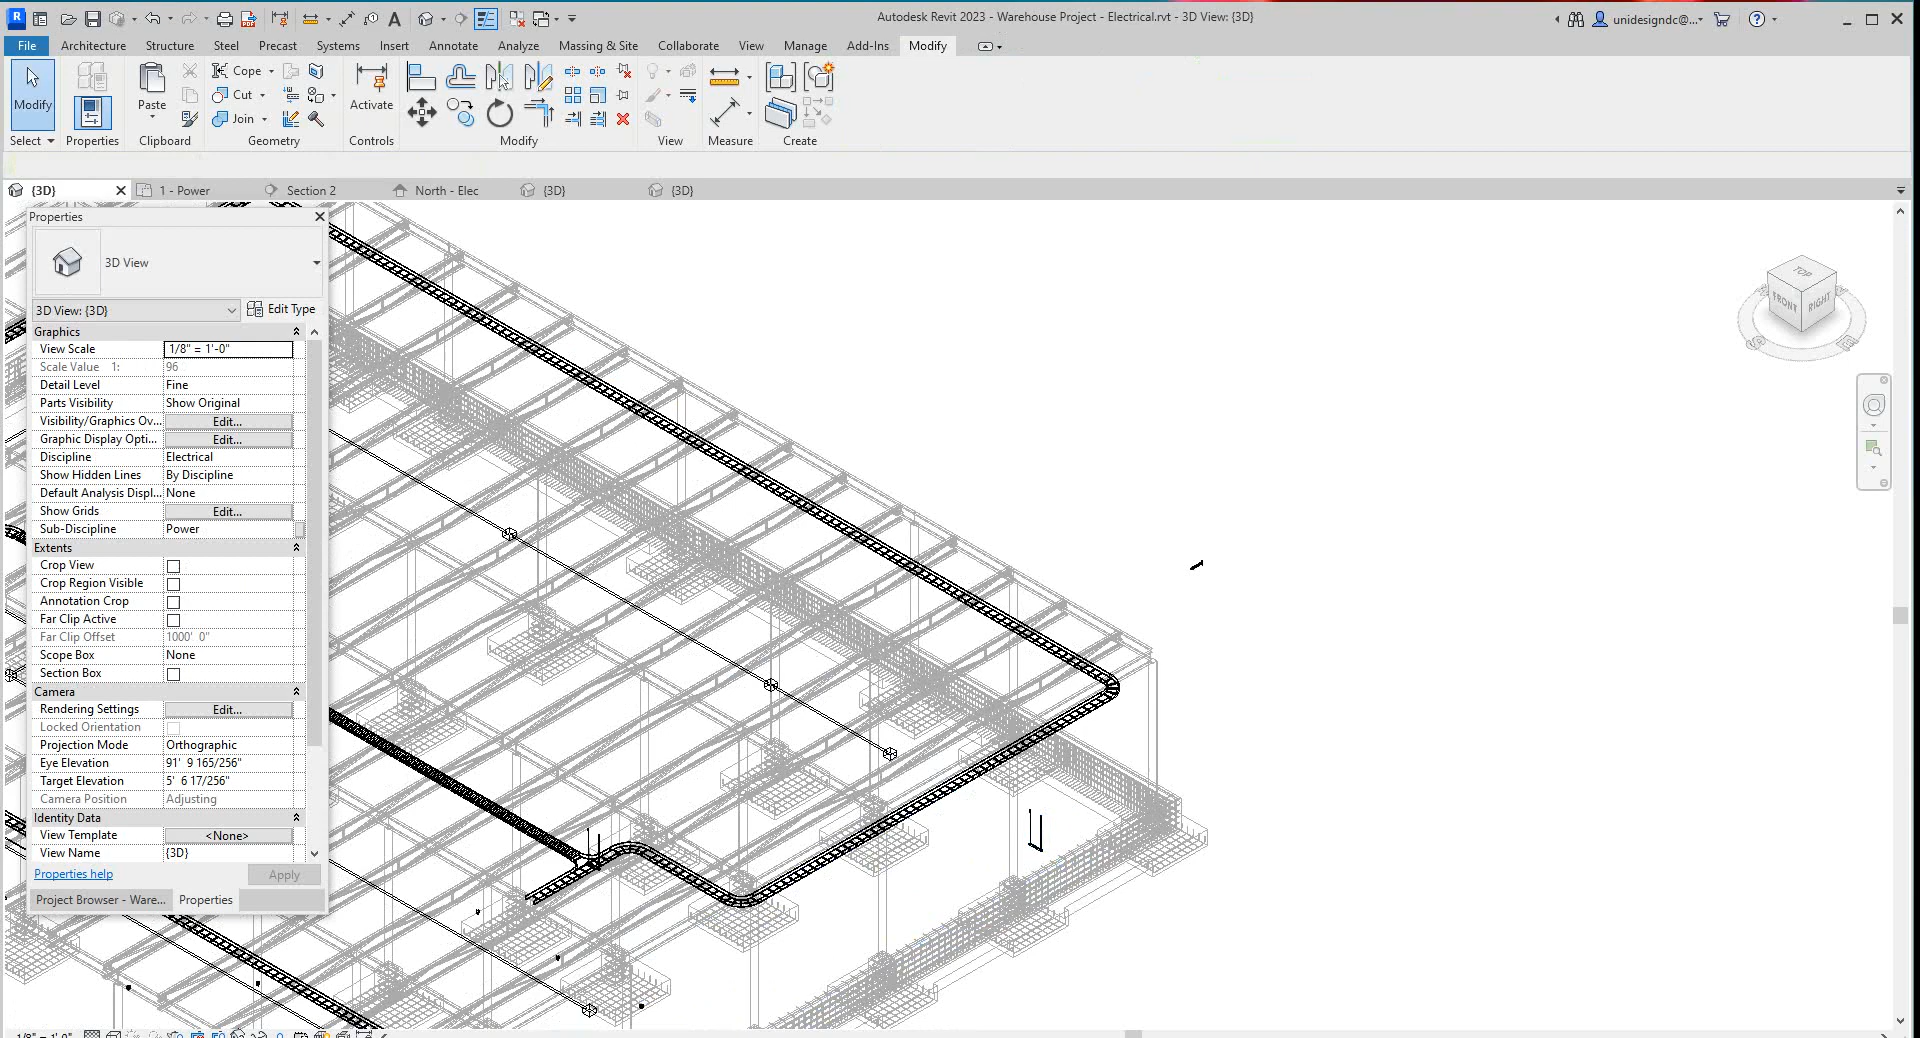 Autodesk Revit 2023 - Warehouse Project - Electrical.rvt - 3D View: {3D}
unidesigndc@...
File Architecture Structure Steel Precast Systems Insert Annotate Analyze Massing & Site Collaborate View Manage Add-Ins Modify
Modify
Paste
Cope
Cut
Join
Activate
Select Properties Clipboard Geometry Controls Modify View Measure Create
{3D} 1 - Power Section 2 North - Elec {3D} {3D}
Properties
3D View
3D View: {3D} Edit Type
Graphics
View Scale 1/8" = 1'-0"
Scale Value 1: 96
Detail Level Fine
Parts Visibility Show Original
Visibility/Graphics Ov... Edit...
Graphic Display Opti... Edit...
Discipline Electrical
Show Hidden Lines By Discipline
Default Analysis Displ... None
Show Grids Edit...
Sub-Discipline Power
Extents
Crop View
Crop Region Visible
Annotation Crop
Far Clip Active
Far Clip Offset 1000' 0"
Scope Box None
Section Box
Camera
Rendering Settings Edit...
Locked Orientation
Projection Mode Orthographic
Eye Elevation 91' 9 165/256"
Target Elevation 5' 6 17/256"
Camera Position Adjusting
Identity Data
View Template <None>
View Name {3D}
Properties help Apply
Project Browser - Ware... Properties
TOP
FRONT RIGHT
1/8" = 1'-0"